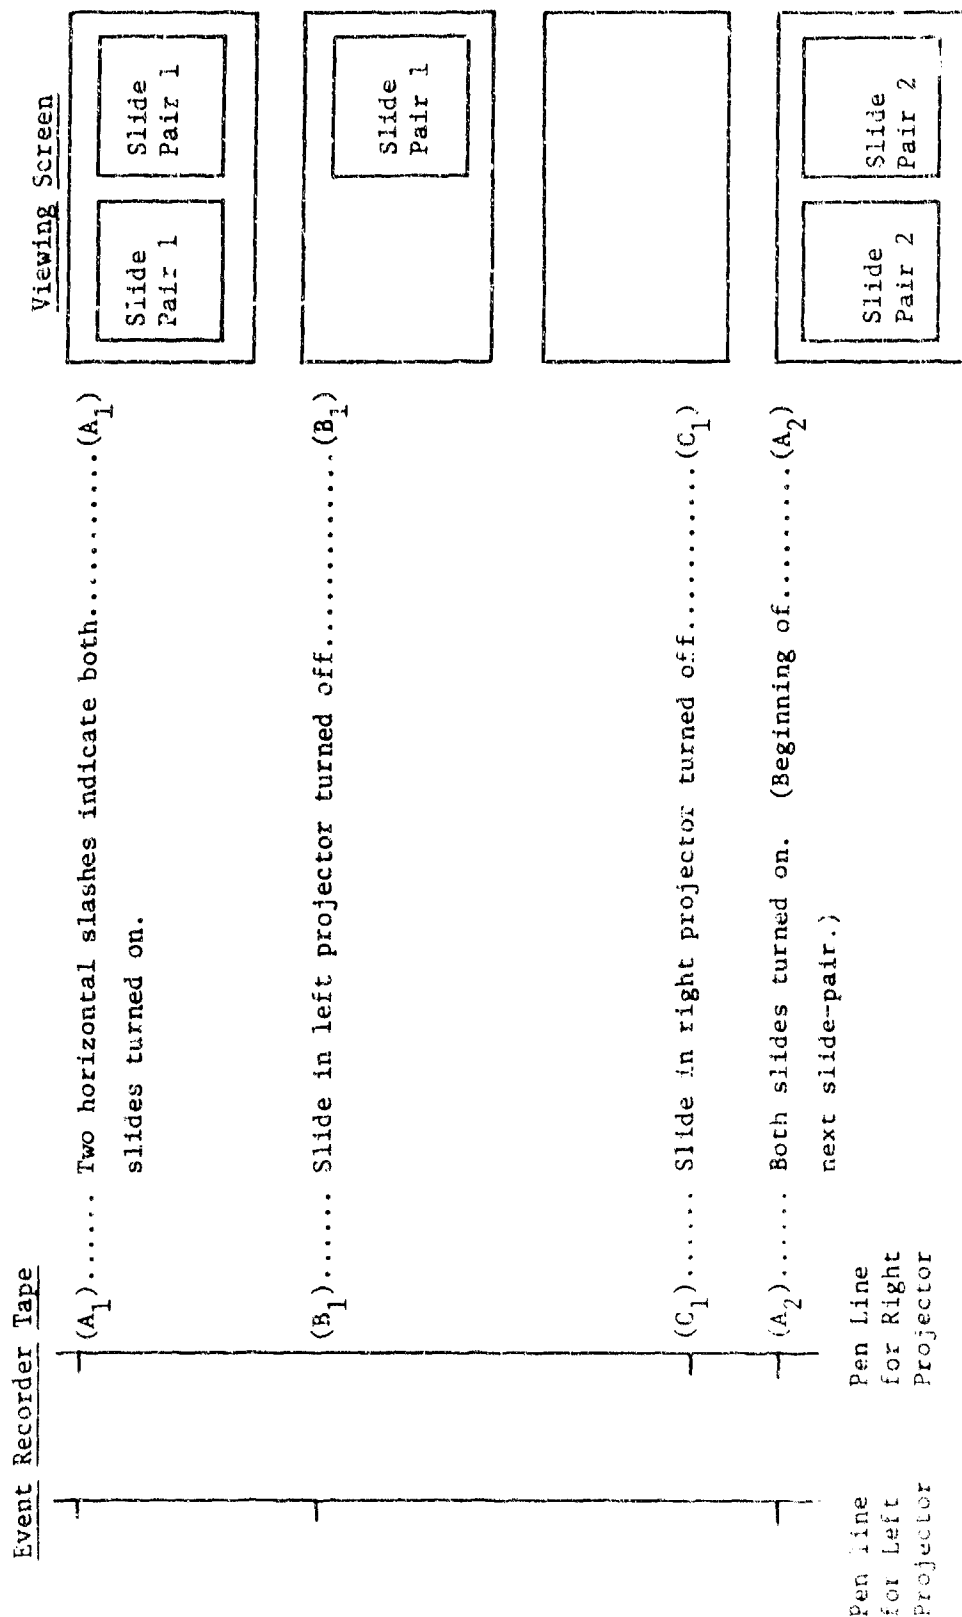 Event Recorder Tape
Viewing Screen
(A1)...... Two horizontal slashes indicate both...........(A1)
slides turned on.
Slide
Pair 1
Slide
Pair 1
(B1)....... Slide in left projector turned off..............(B1)
Slide
Pair 1
(C1)...... Slide in right projector turned off............(C1)
(A2)...... Both slides turned on. (Beginning of.........(A2)
next slide-pair.)
Slide
Pair 2
Slide
Pair 2
Pen line
for Left
Projector
Pen Line
for Right
Projector